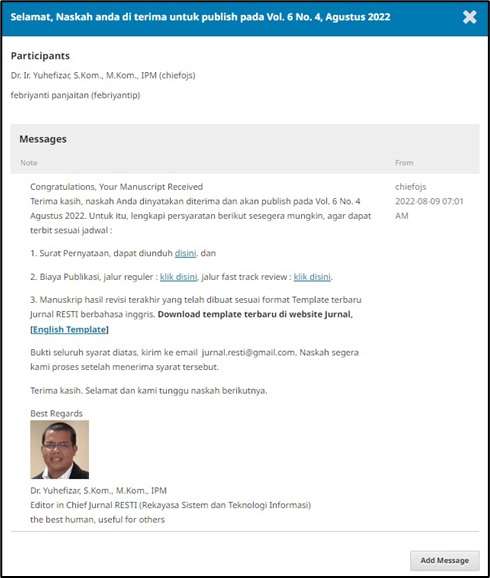 Selamat, Naskah anda di terima untuk publish pada Vol. 6 No. 4, Agustus 2022
Participants
Dr. Ir. Yuhefizar, S.Kom., M.Kom., IPM (chiefojs)
febriyanti panjaitan (febriyantip)
Messages
Note From
Congratulations, Your Manuscript Received chiefojs
Terima kasih, naskah Anda dinyatakan diterima dan akan publish pada Vol. 6 No. 4 2022-08-09 07:01
Agustus 2022. Untuk itu, lengkapi persyaratan berikut sesegera mungkin, agar dapat AM
terbit sesuai jadwal :
1. Surat Pernyataan, dapat diunduh disini. dan
2. Biaya Publikasi, jalur reguler : klik disini, jalur fast track review : klik disini.
3. Manuskrip hasil revisi terakhir yang telah dibuat sesuai format Template terbaru
Jurnal RESTI berbahasa inggris. Download template terbaru di website Jurnal,
[English Template]
Bukti seluruh syarat diatas, kirim ke email jurnal.resti@gmail.com. Naskah segera
kami proses setelah menerima syarat tersebut.
Terima kasih. Selamat dan kami tunggu naskah berikutnya.
Best Regards
Dr. Yuhefizar, S.Kom., M.Kom., IPM
Editor in Chief Jurnal RESTI (Rekayasa Sistem dan Teknologi Informasi)
the best human, useful for others
Add Message